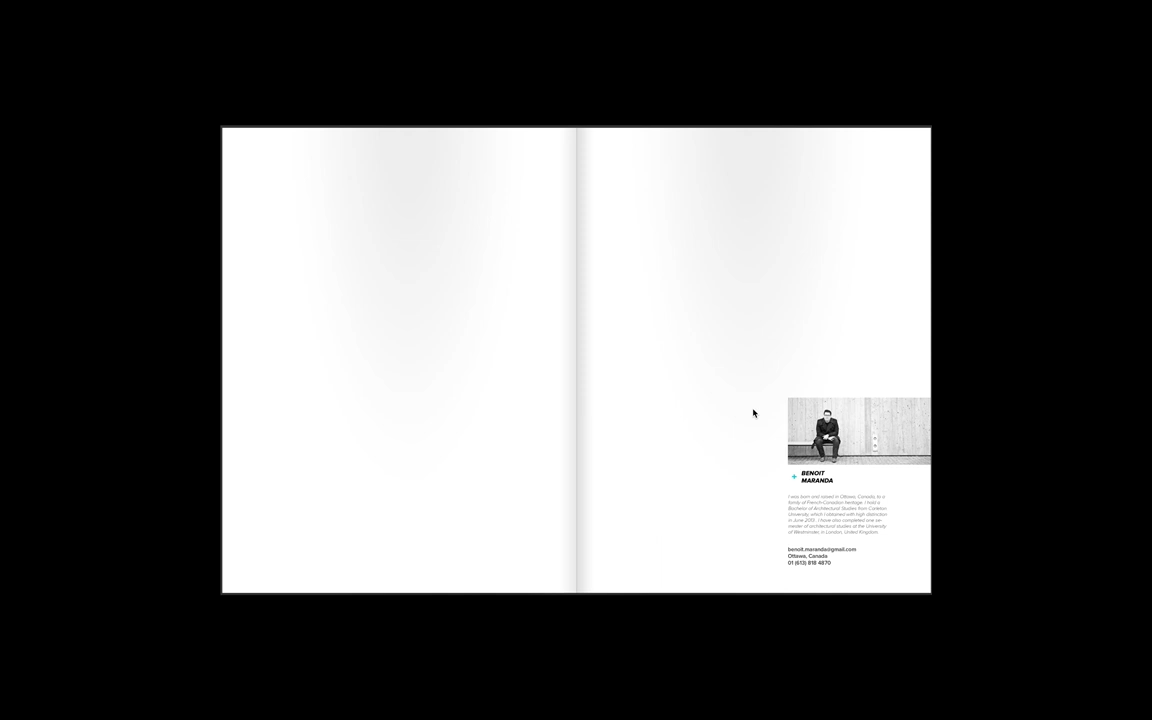 + BENOIT
MARANDA
I was born and raised in Ottawa, Canada, to a
family of French-Canadian heritage. I hold a
Bachelor of Architectural Studies from Carleton
University, which I obtained with high distinction
in June 2013. I have also completed one se-
mester of architectural studies at the University
of Westminster, in London, United Kingdom.
benoit.maranda@gmail.com
Ottawa, Canada
01 (613) 818 4870